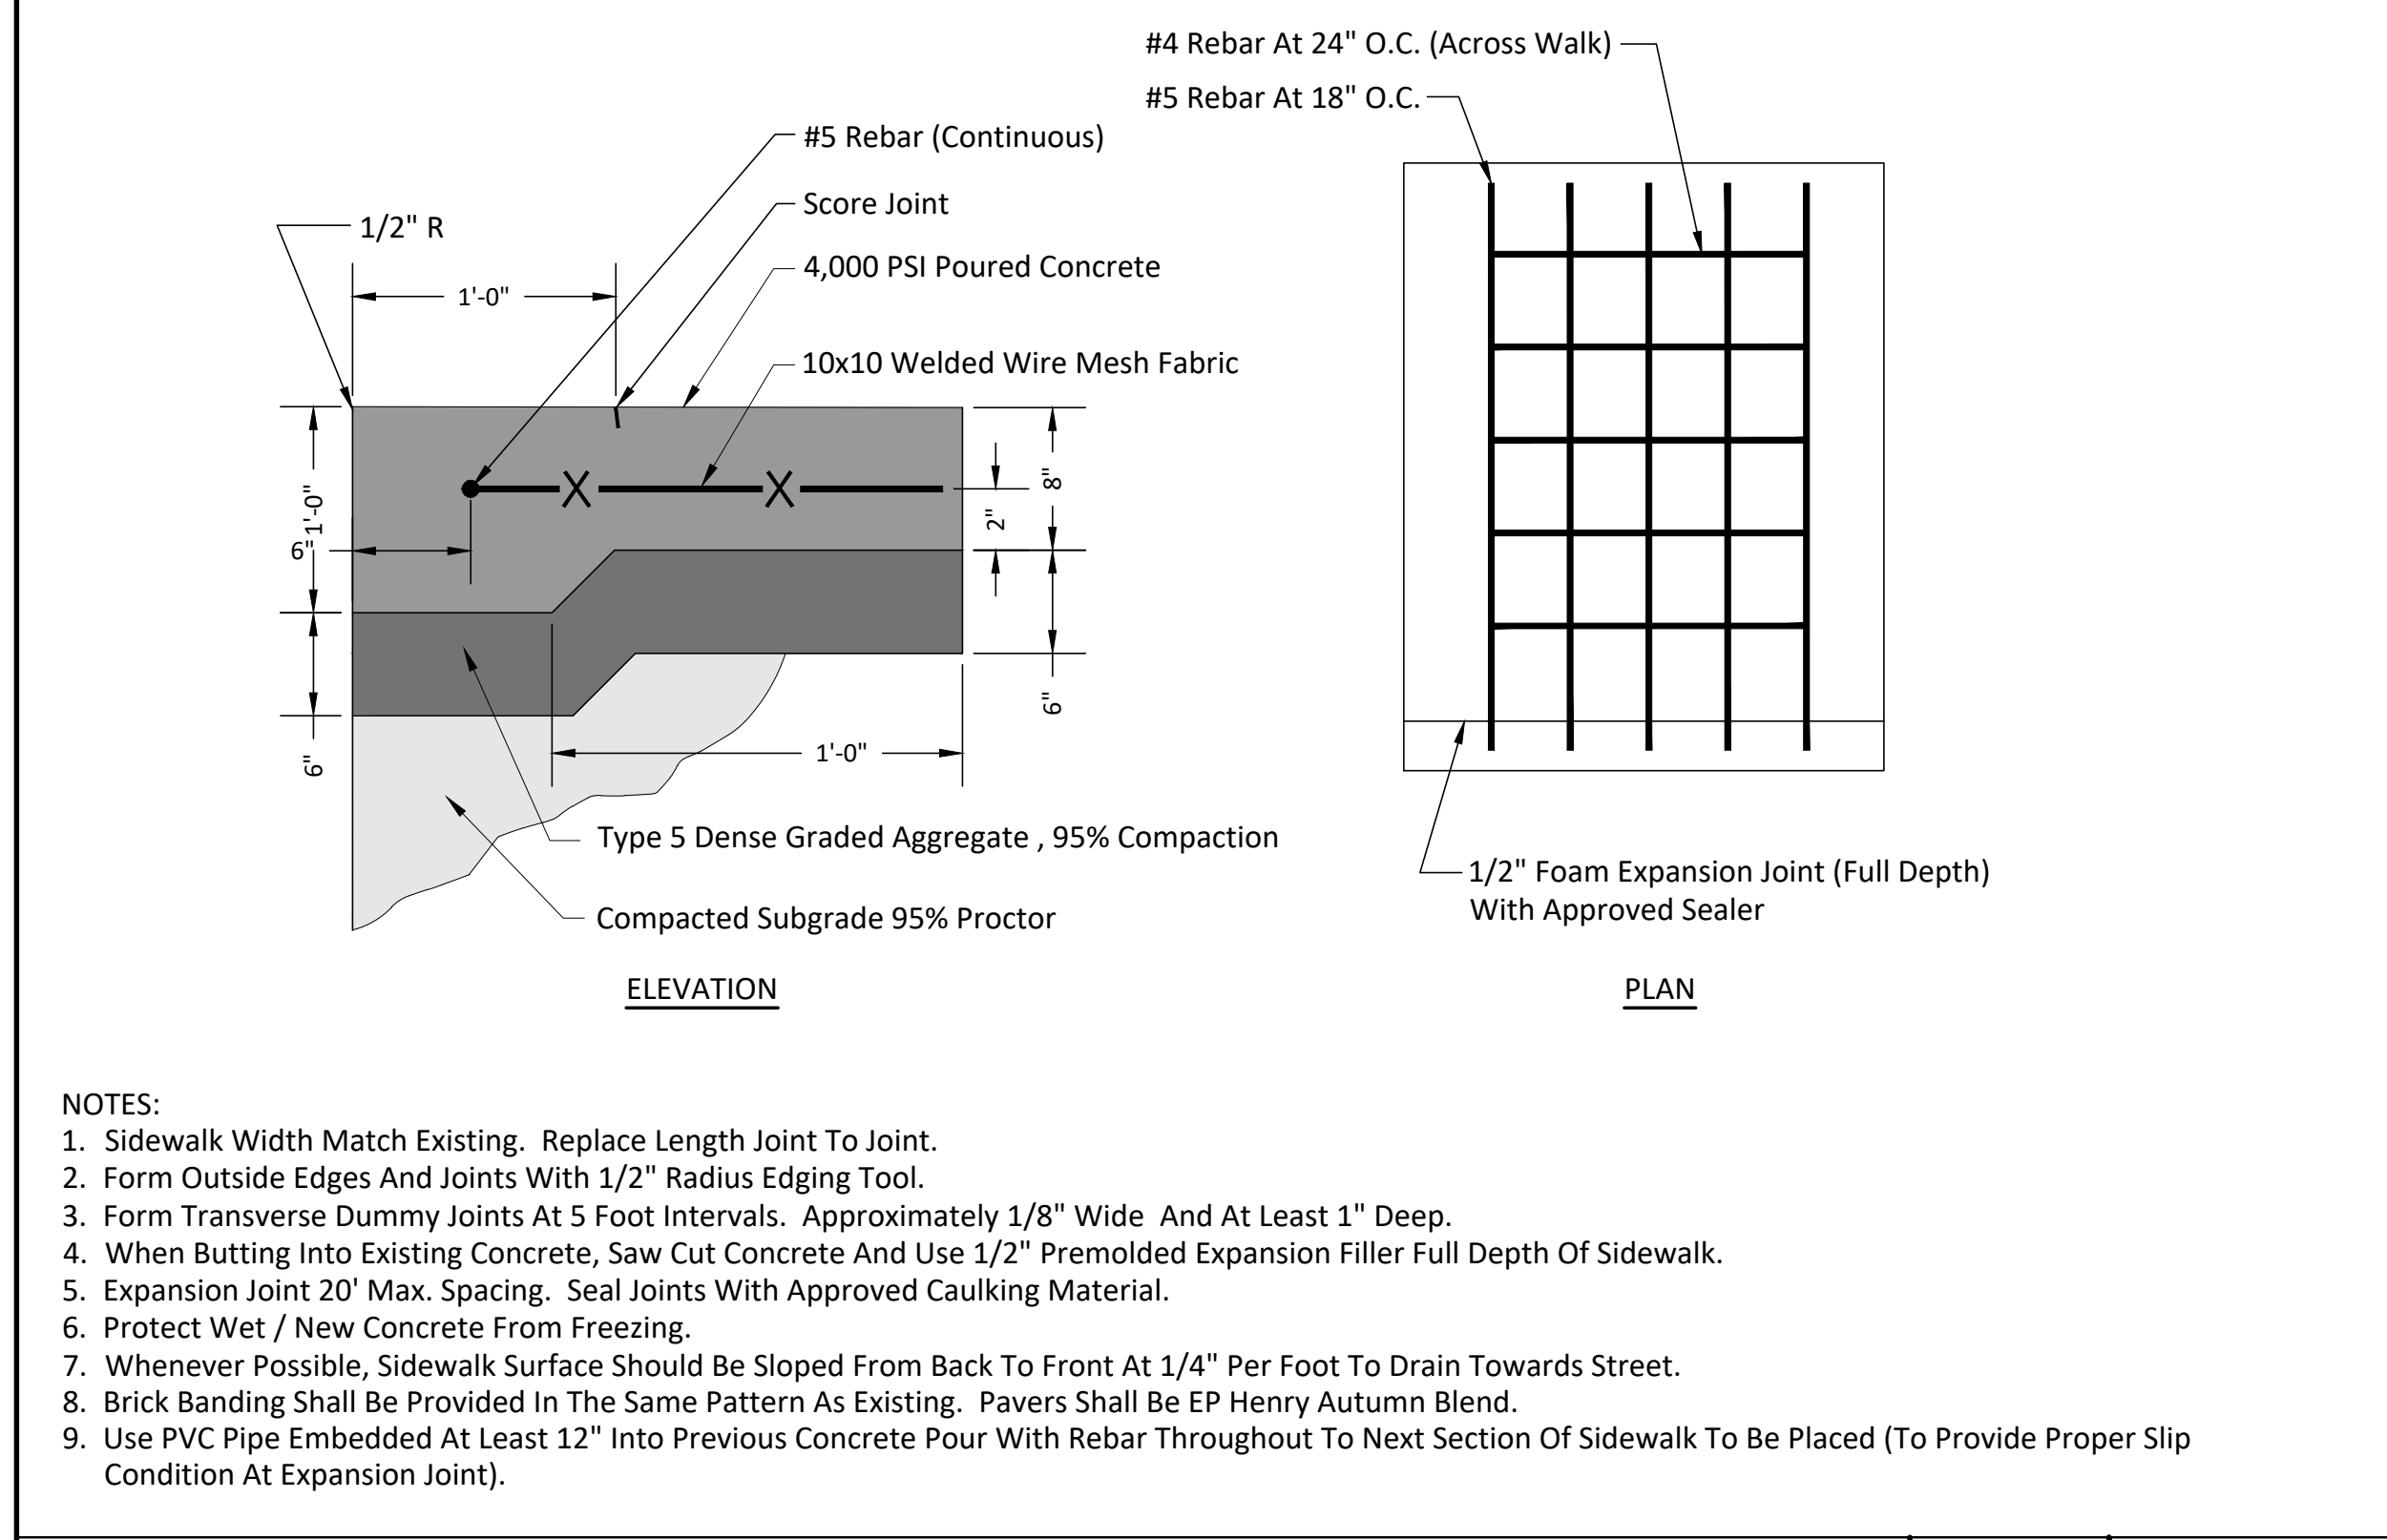 #4 Rebar At 24" O.C. (Across Walk)
#5 Rebar At 18" O.C.
#5 Rebar (Continuous)
Score Joint
1/2" R
4,000 PSI Poured Concrete
1'-0"
10x10 Welded Wire Mesh Fabric
1'-0"
6"
8"
2"
6"
6"
1'-0"
Type 5 Dense Graded Aggregate , 95% Compaction
Compacted Subgrade 95% Proctor
1/2" Foam Expansion Joint (Full Depth)
With Approved Sealer
ELEVATION
PLAN
NOTES:
1. Sidewalk Width Match Existing. Replace Length Joint To Joint.
2. Form Outside Edges And Joints With 1/2" Radius Edging Tool.
3. Form Transverse Dummy Joints At 5 Foot Intervals. Approximately 1/8" Wide And At Least 1" Deep.
4. When Butting Into Existing Concrete, Saw Cut Concrete And Use 1/2" Premolded Expansion Filler Full Depth Of Sidewalk.
5. Expansion Joint 20' Max. Spacing. Seal Joints With Approved Caulking Material.
6. Protect Wet / New Concrete From Freezing.
7. Whenever Possible, Sidewalk Surface Should Be Sloped From Back To Front At 1/4" Per Foot To Drain Towards Street.
8. Brick Banding Shall Be Provided In The Same Pattern As Existing. Pavers Shall Be EP Henry Autumn Blend.
9. Use PVC Pipe Embedded At Least 12" Into Previous Concrete Pour With Rebar Throughout To Next Section Of Sidewalk To Be Placed (To Provide Proper Slip
Condition At Expansion Joint).